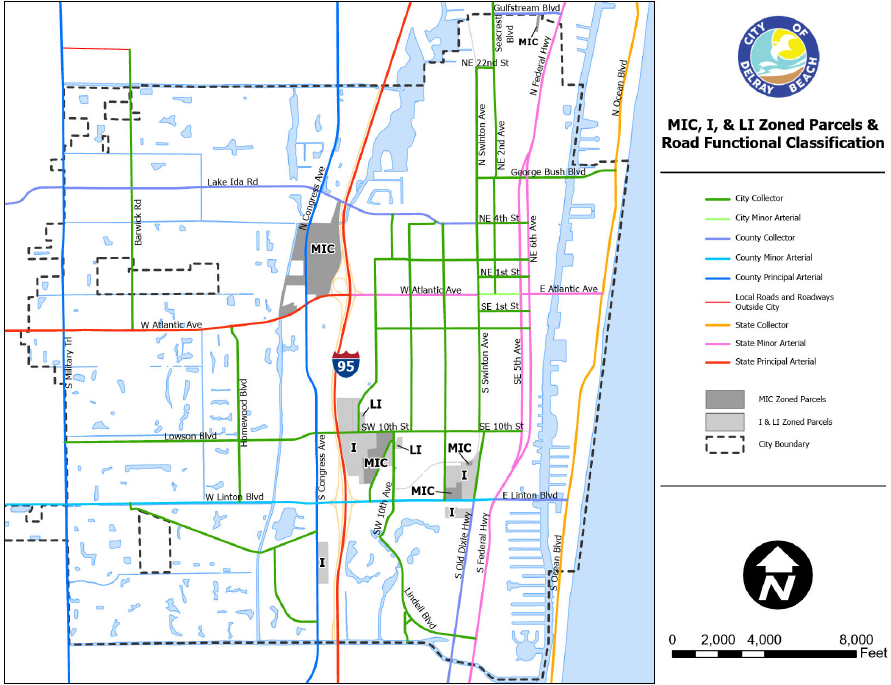 Gulfstream Blvd
Seacrest
Blvd
MIC
NE 22nd St
N Federal Hwy
N Ocean Blvd
N Swinton Ave
NE 2nd Ave
George Bush Blvd
Lake Ida Rd
N Congress Ave
Barwick Rd
NE 4th St
NE 6th Ave
MIC
NE 1st St
W Atlantic Ave
E Atlantic Ave
SE 1st St
W Atlantic Ave
S Military Trl
95
S Swinton Ave
SE 5th Ave
Homewood Blvd
LI
SW 10th St
SE 10th St
Lowson Blvd
I
LI
MIC
MIC
I
S Congress Ave
MIC
W Linton Blvd
E Linton Blvd
SW 10th Ave
I
I
S Old Dixie Hwy
S Federal Hwy
S Ocean Blvd
Lindell Blvd
CITY OF
DELRAY BEACH
MIC, I, & LI Zoned Parcels &
Road Functional Classification
City Collector
City Minor Arterial
County Collector
County Minor Arterial
County Principal Arterial
Local Roads and Roadways
Outside City
State Collector
State Minor Arterial
State Principal Arterial
MIC Zoned Parcels
I & LI Zoned Parcels
City Boundary
N
0 2,000 4,000 8,000
Feet